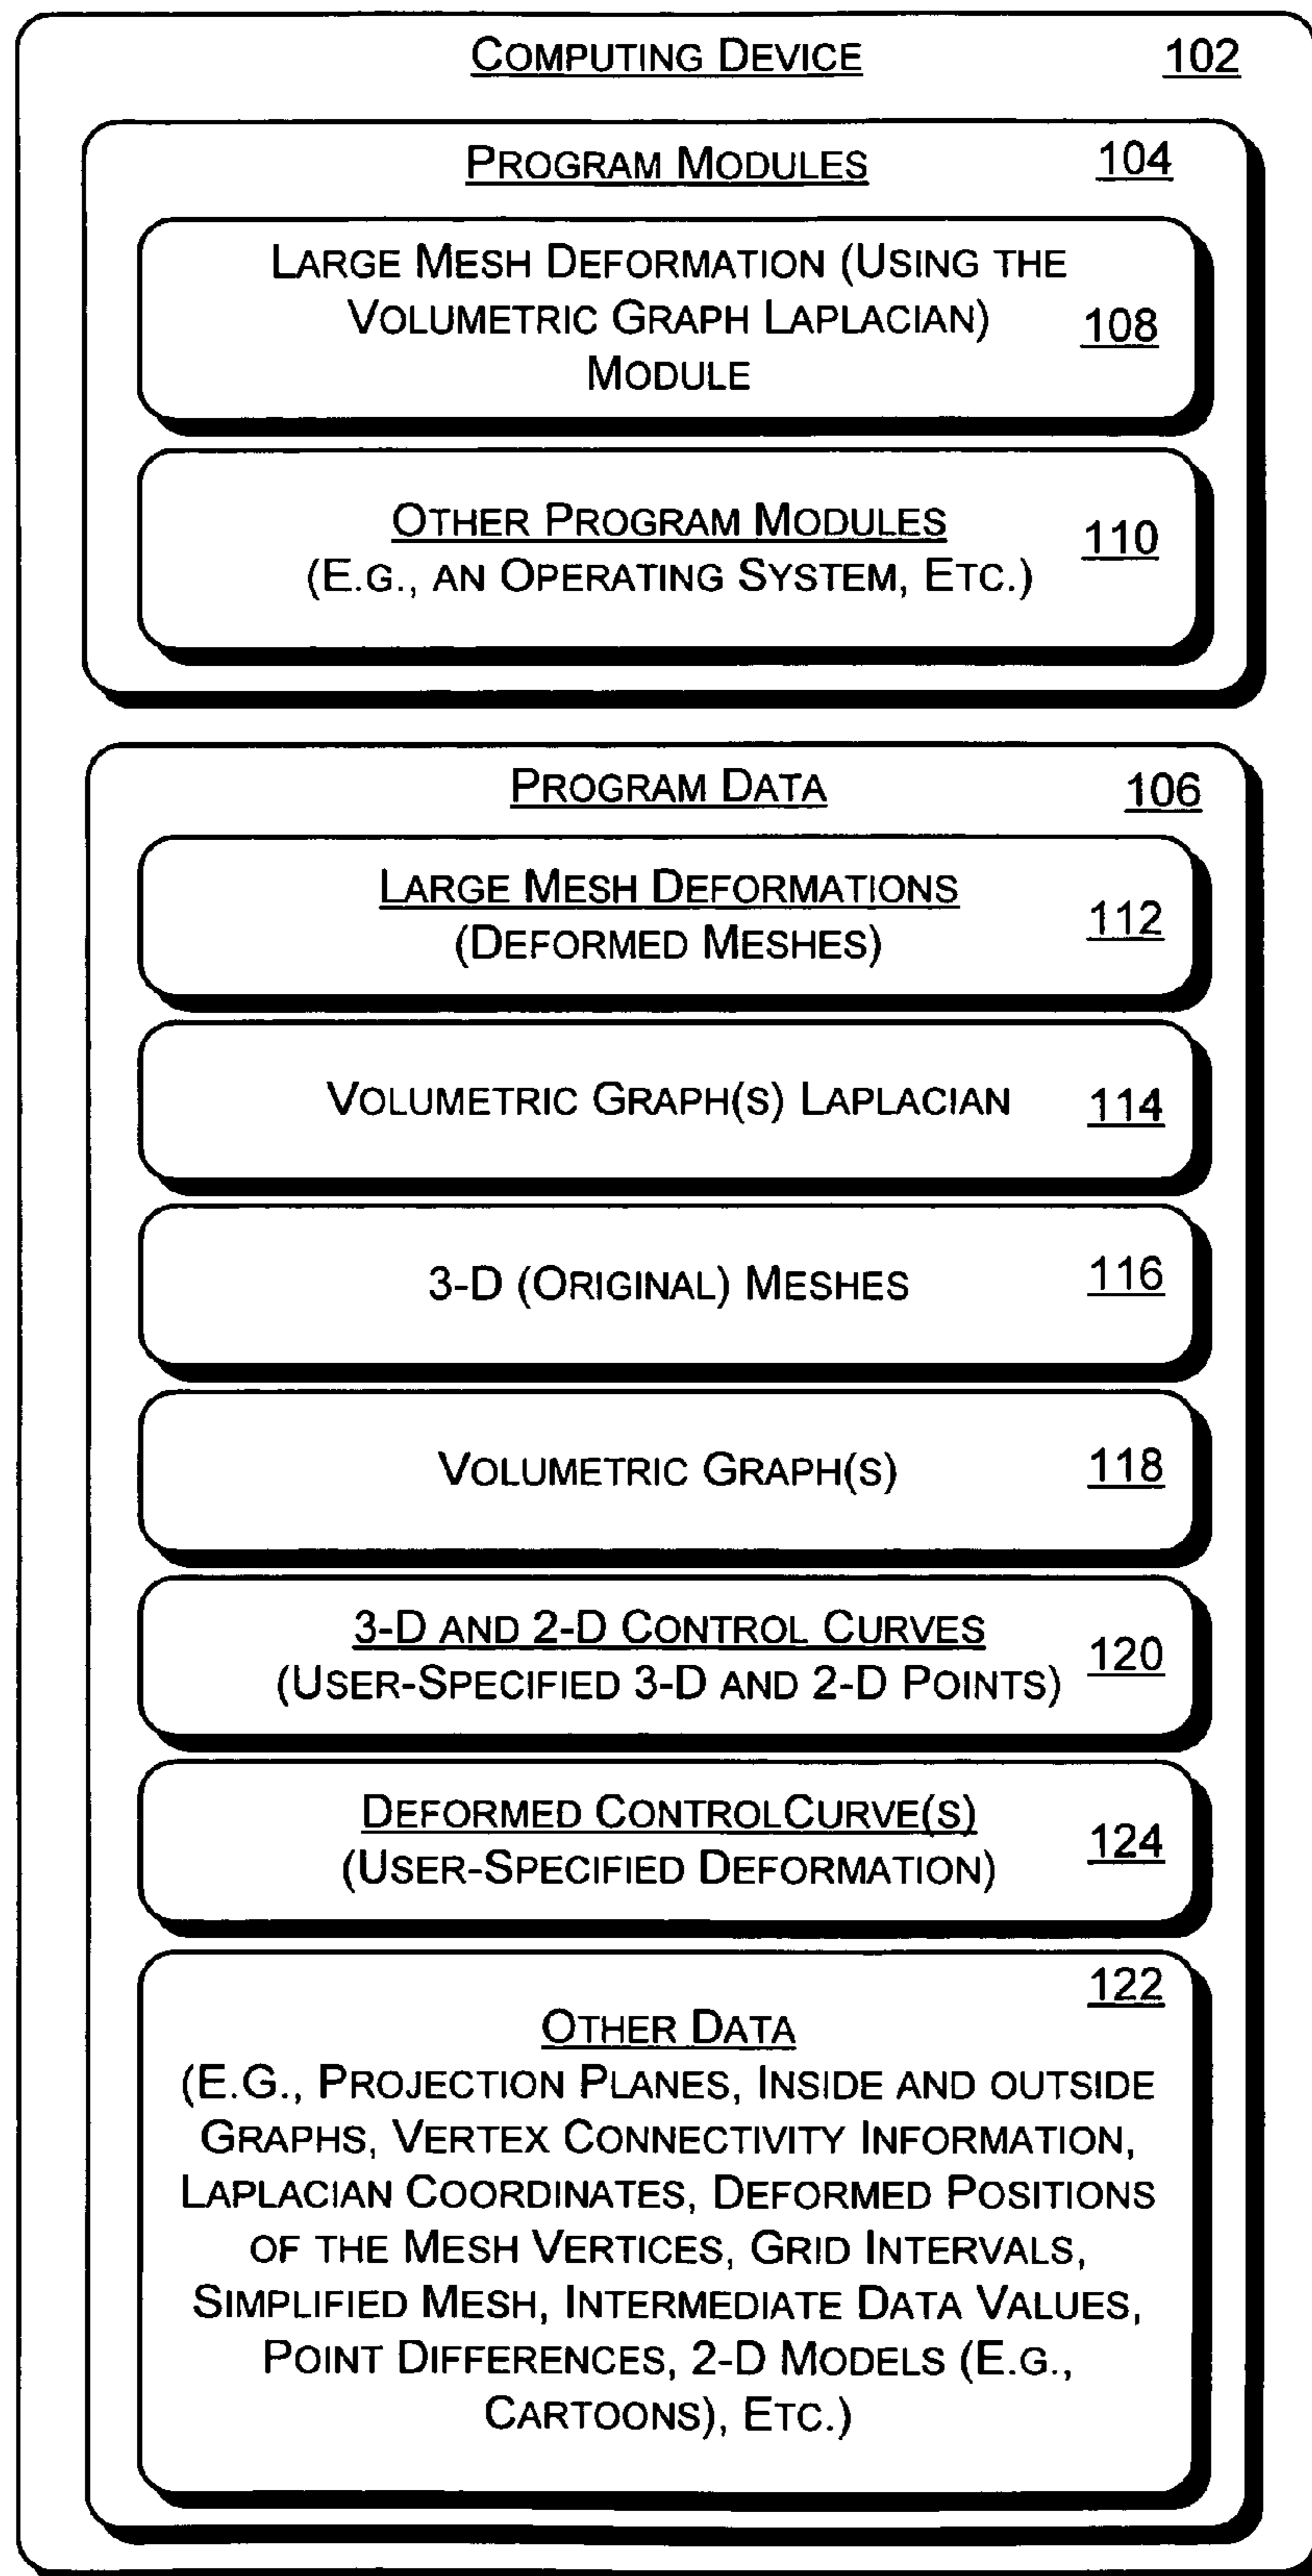 COMPUTING DEVICE 102
PROGRAM MODULES 104
LARGE MESH DEFORMATION (USING THE
VOLUMETRIC GRAPH LAPLACIAN) 108
MODULE
OTHER PROGRAM MODULES 110
(E.G., AN OPERATING SYSTEM, ETC.)
PROGRAM DATA 106
LARGE MESH DEFORMATIONS 112
(DEFORMED MESHES)
VOLUMETRIC GRAPH(S) LAPLACIAN 114
3-D (ORIGINAL) MESHES 116
VOLUMETRIC GRAPH(S) 118
3-D AND 2-D CONTROL CURVES 120
(USER-SPECIFIED 3-D AND 2-D POINTS)
DEFORMED CONTROLCURVE(S) 124
(USER-SPECIFIED DEFORMATION)
122
OTHER DATA
(E.G., PROJECTION PLANES, INSIDE AND OUTSIDE
GRAPHS, VERTEX CONNECTIVITY INFORMATION,
LAPLACIAN COORDINATES, DEFORMED POSITIONS
OF THE MESH VERTICES, GRID INTERVALS,
SIMPLIFIED MESH, INTERMEDIATE DATA VALUES,
POINT DIFFERENCES, 2-D MODELS (E.G.,
CARTOONS), ETC.)